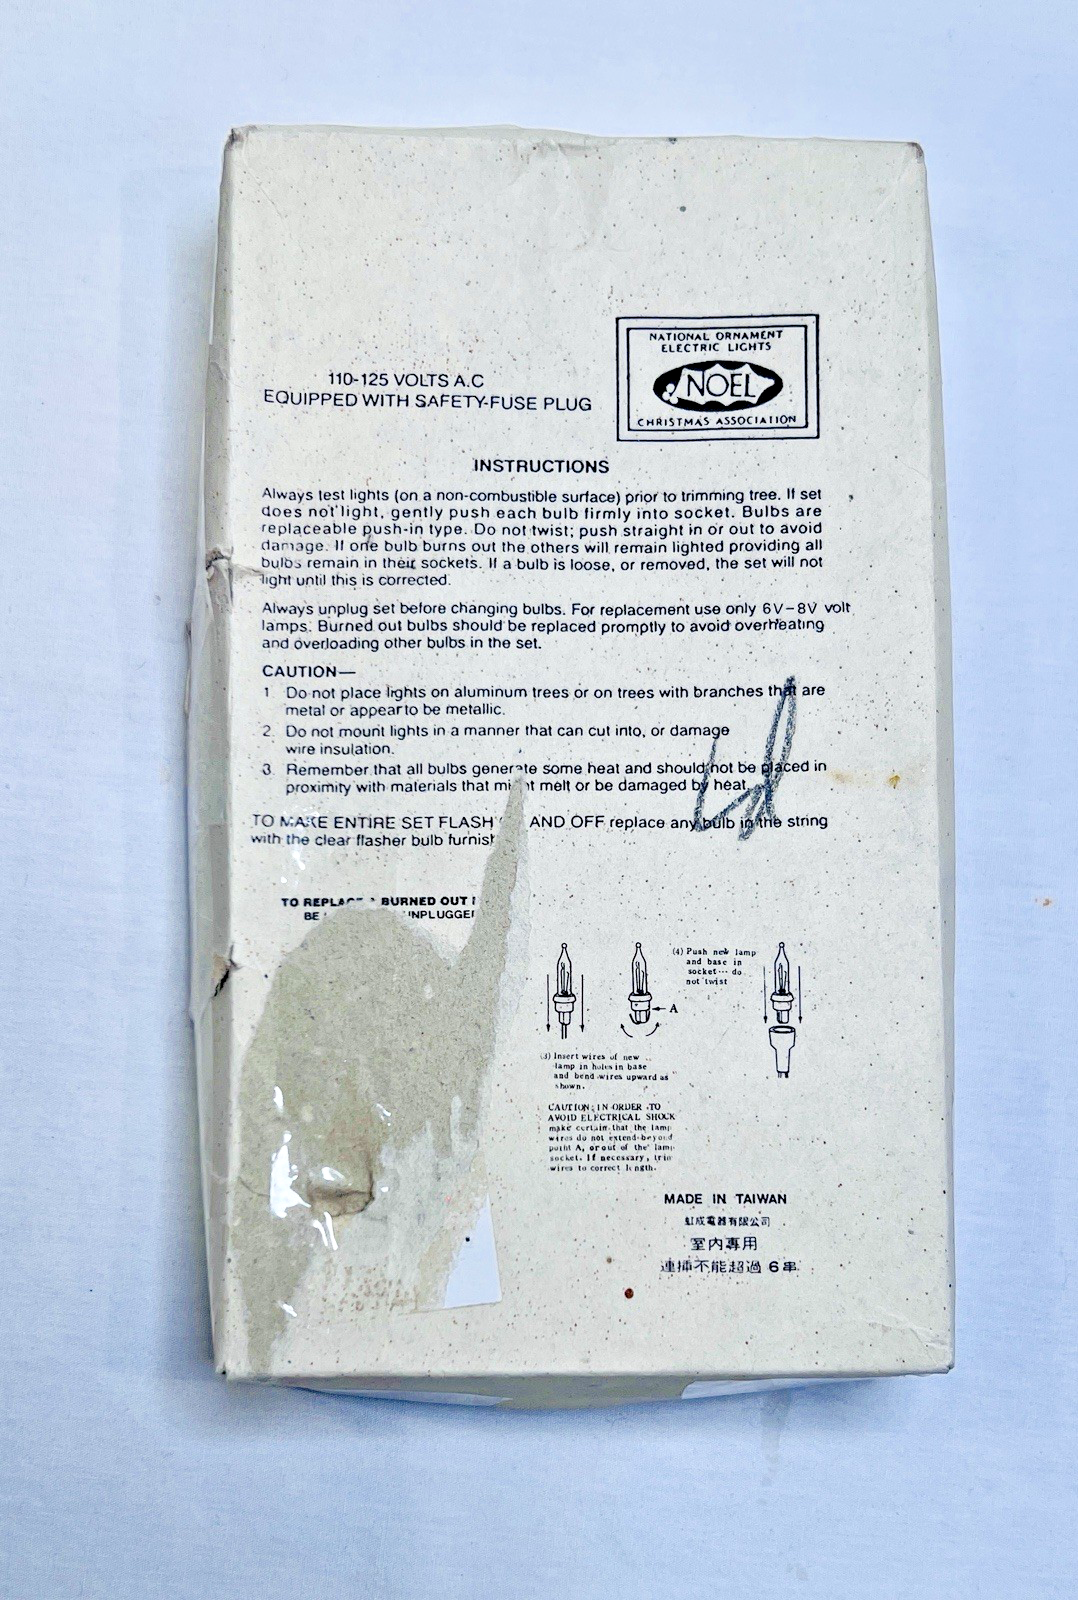 NATIONAL ORNAMENT
ELECTRIC LIGHTS
NOEL
CHRISTMAS ASSOCIATION
110-125 VOLTS A.C
EQUIPPED WITH SAFETY-FUSE PLUG
INSTRUCTIONS
Always test lights (on a non-combustible surface) prior to trimming tree. If set
does not light, gently push each bulb firmly into socket. Bulbs are
replaceable push-in type. Do not twist; push straight in or out to avoid
damage. If one bulb burns out the others will remain lighted providing all
bulbs remain in their sockets. If a bulb is loose, or removed, the set will not
light until this is corrected.
Always unplug set before changing bulbs. For replacement use only 6V-8V volt
lamps. Burned out bulbs should be replaced promptly to avoid overheating
and overloading other bulbs in the set.
CAUTION—
1 Do not place lights on aluminum trees or on trees with branches that are
metal or appear to be metallic.
2. Do not mount lights in a manner that can cut into, or damage
wire insulation.
3. Remember that all bulbs generate some heat and should not be placed in
proximity with materials that might melt or be damaged by heat
TO MAKE ENTIRE SET FLASH AND OFF replace any bulb in the string
with the clear flasher bulb
BURNED OUT
BE
(4) Push new lamp
and base in
socket--- do
not twist
A
(3) Insert wires of new
lamp in holes in base
and bend wires upward as
shown.
CAUTION: IN ORDER TO
AVOID ELECTRICAL SHOCK
make certain that the lamp
wires do not extend beyond
point A, or out of the lamp
socket. If necessary, trim
wires to correct length.
MADE IN TAIWAN
虹成電器有限公司
室內專用
連挿不能超過 6 串